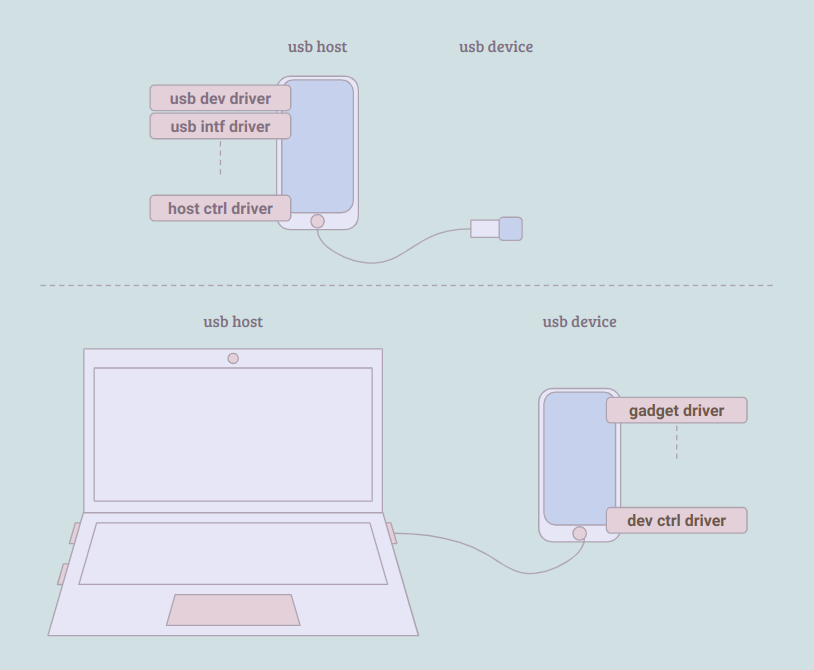 usb host
usb device
usb dev driver
usb intf driver
host ctrl driver
usb host
usb device
gadget driver
dev ctrl driver